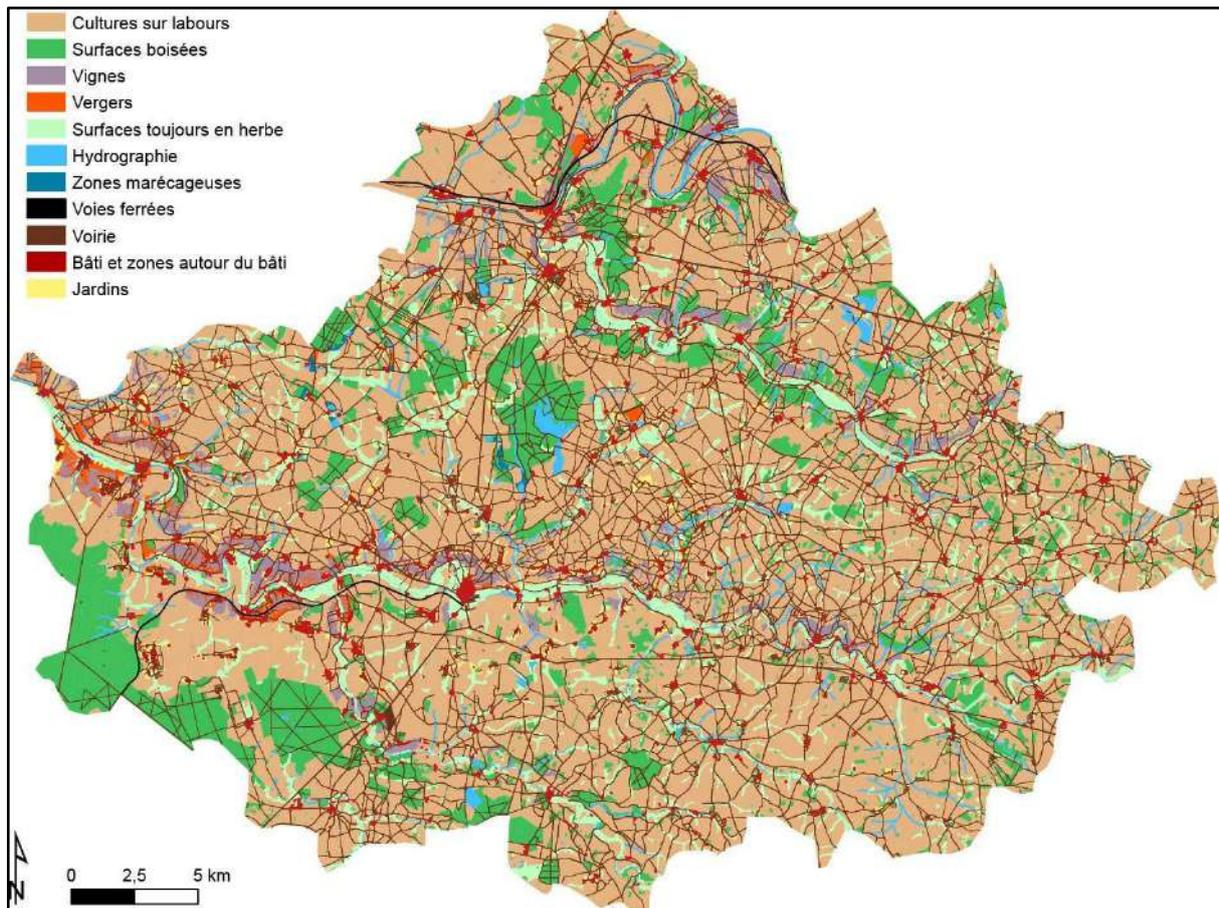 Cultures sur labours
Surfaces boisées
Vignes
Vergers
Surfaces toujours en herbe
Hydrographie
Zones marécageuses
Voies ferrées
Voirie
Bâti et zones autour du bâti
Jardins
N
0 2,5 5 km